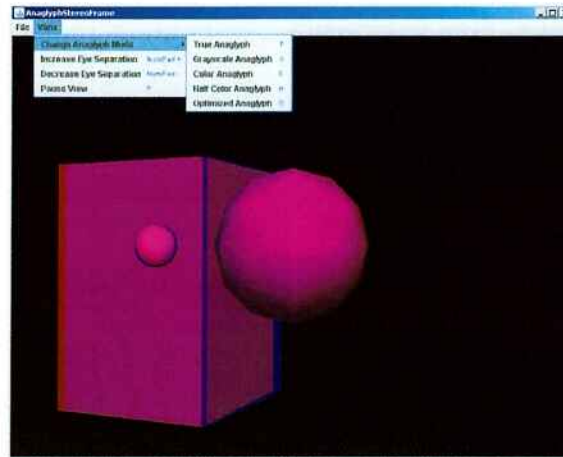 AnaglyphStereoFrame
File View
Change Anaglyph Mode
Increase Eye Separation
Decrease Eye Separation
Pause View
True Anaglyph
Grayscale Anaglyph
Color Anaglyph
Half Color Anaglyph
Optimized Anaglyph